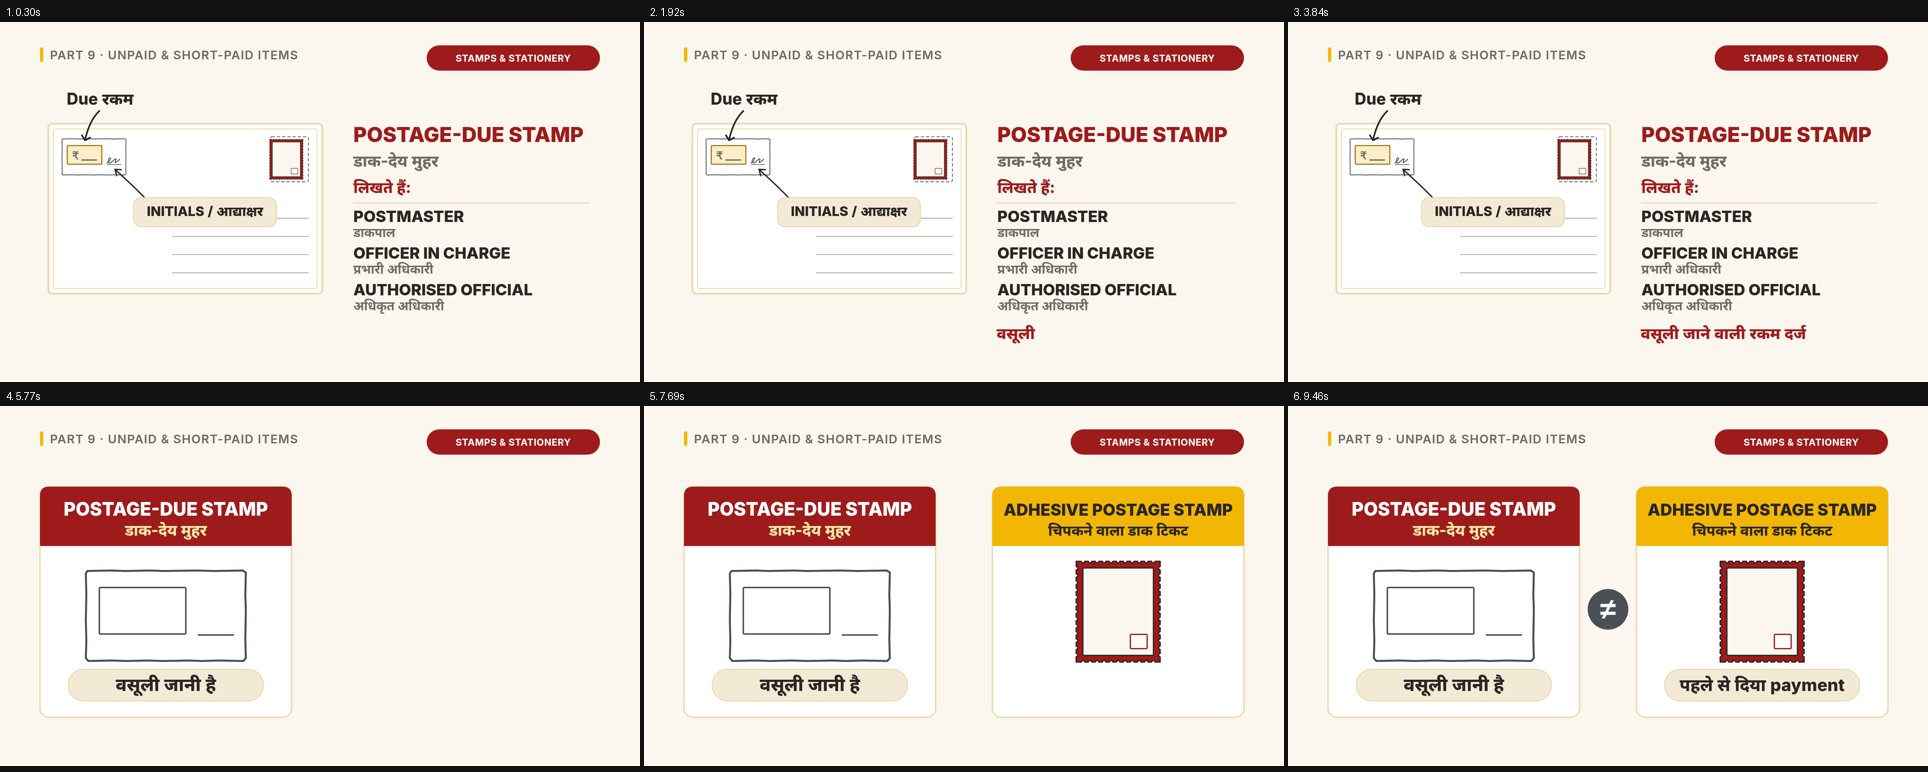 1. 0.30s
PART 9 · UNPAID & SHORT-PAID ITEMS
STAMPS & STATIONERY
Due रकम
₹
INITIALS / आद्याक्षर
POSTAGE-DUE STAMP
डाक-देय मुहर
लिखते हैं:
POSTMASTER
डाकपाल
OFFICER IN CHARGE
प्रभारी अधिकारी
AUTHORISED OFFICIAL
अधिकृत अधिकारी
2. 1.92s
PART 9 · UNPAID & SHORT-PAID ITEMS
STAMPS & STATIONERY
Due रकम
₹
INITIALS / आद्याक्षर
POSTAGE-DUE STAMP
डाक-देय मुहर
लिखते हैं:
POSTMASTER
डाकपाल
OFFICER IN CHARGE
प्रभारी अधिकारी
AUTHORISED OFFICIAL
अधिकृत अधिकारी
वसूली
3. 3.84s
PART 9 · UNPAID & SHORT-PAID ITEMS
STAMPS & STATIONERY
Due रकम
₹
INITIALS / आद्याक्षर
POSTAGE-DUE STAMP
डाक-देय मुहर
लिखते हैं:
POSTMASTER
डाकपाल
OFFICER IN CHARGE
प्रभारी अधिकारी
AUTHORISED OFFICIAL
अधिकृत अधिकारी
वसूली जाने वाली रकम दर्ज
4. 5.77s
PART 9 · UNPAID & SHORT-PAID ITEMS
STAMPS & STATIONERY
POSTAGE-DUE STAMP
डाक-देय मुहर
वसूली जानी है
5. 7.69s
PART 9 · UNPAID & SHORT-PAID ITEMS
STAMPS & STATIONERY
POSTAGE-DUE STAMP
डाक-देय मुहर
वसूली जानी है
ADHESIVE POSTAGE STAMP
चिपकने वाला डाक टिकट
6. 9.46s
PART 9 · UNPAID & SHORT-PAID ITEMS
STAMPS & STATIONERY
POSTAGE-DUE STAMP
डाक-देय मुहर
वसूली जानी है
≠
ADHESIVE POSTAGE STAMP
चिपकने वाला डाक टिकट
पहले से दिया payment